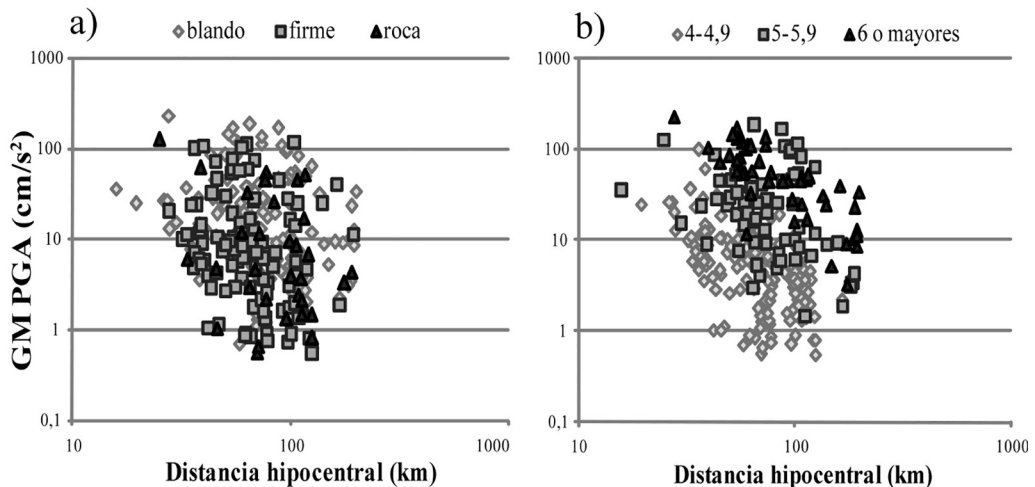 a)
blando firme roca
GM PGA (cm/s²)
1000
100
10
1
0,1
10 100 1000
Distancia hipocentral (km)
b)
4-4,9 5-5,9 6 o mayores
1000
100
10
1
0,1
10 100 1000
Distancia hipocentral (km)